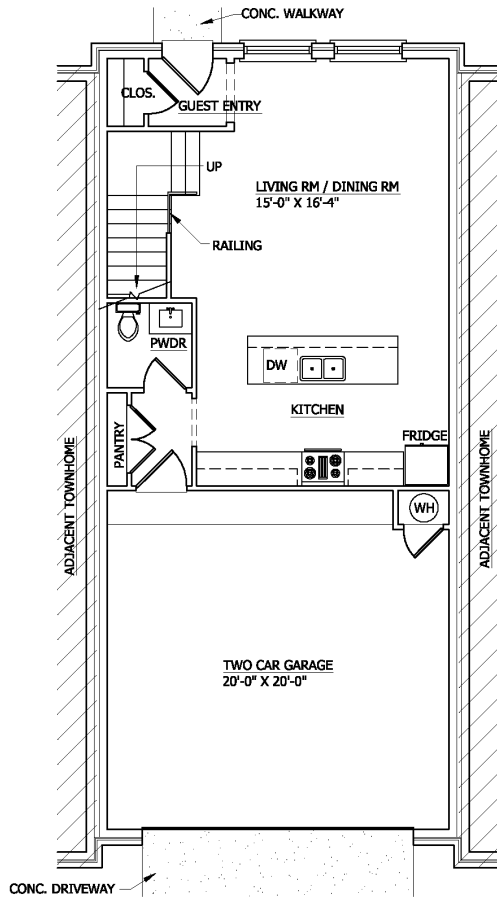 CONC. WALKWAY
CLOS.
GUEST ENTRY
UP
LIVING RM / DINING RM
15'-0" X 16'-4"
RAILING
PWDR
DW
KITCHEN
FRIDGE
PANTRY
WH
ADJACENT TOWNHOME
ADJACENT TOWNHOME
TWO CAR GARAGE
20'-0" X 20'-0"
CONC. DRIVEWAY